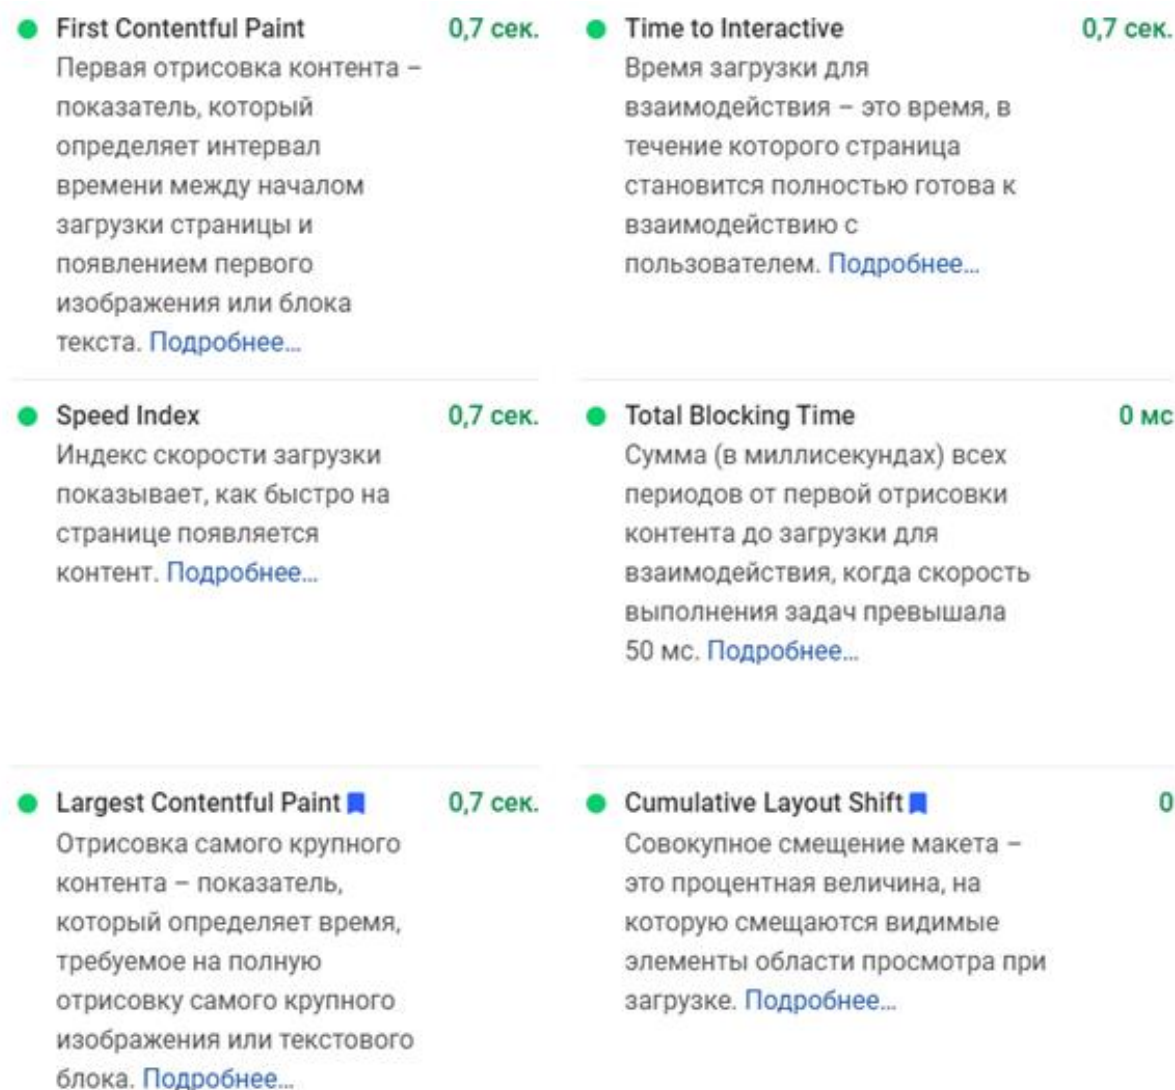 First Contentful Paint 0,7 сек.
Первая отрисовка контента –
показатель, который
определяет интервал
времени между началом
загрузки страницы и
появлением первого
изображения или блока
текста. Подробнее...
Time to Interactive 0,7 сек.
Время загрузки для
взаимодействия – это время, в
течение которого страница
становится полностью готова к
взаимодействию с
пользователем. Подробнее...
Speed Index 0,7 сек.
Индекс скорости загрузки
показывает, как быстро на
странице появляется
контент. Подробнее...
Total Blocking Time 0 мс
Сумма (в миллисекундах) всех
периодов от первой отрисовки
контента до загрузки для
взаимодействия, когда скорость
выполнения задач превышала
50 мс. Подробнее...
Largest Contentful Paint 0,7 сек.
Отрисовка самого крупного
контента – показатель,
который определяет время,
требуемое на полную
отрисовку самого крупного
изображения или текстового
блока. Подробнее...
Cumulative Layout Shift 0
Совокупное смещение макета –
это процентная величина, на
которую смещаются видимые
элементы области просмотра при
загрузке. Подробнее...